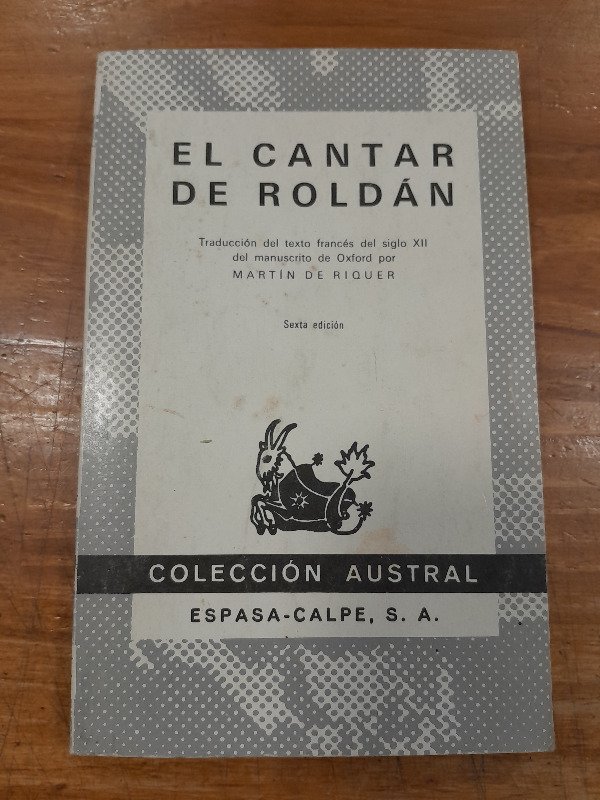 EL CANTAR
DE ROLDÁN
Traducción del texto francés del siglo XII
del manuscrito de Oxford por
MARTÍN DE RIQUER
Sexta edición
COLECCIÓN AUSTRAL
ESPASA-CALPE, S. A.